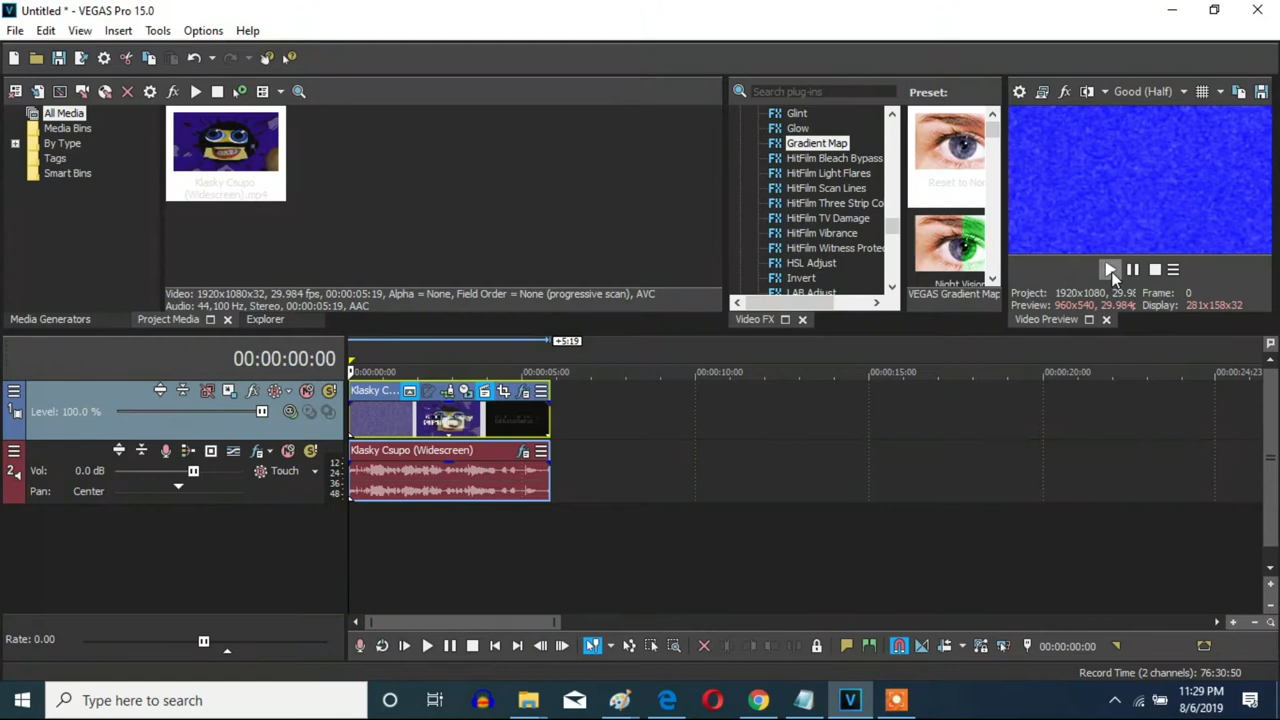 Untitled * - VEGAS Pro 15.0
File Edit View Insert Tools Options Help
All Media
Media Bins
By Type
Tags
Smart Bins
Klasky Csupo
(Widescreen).mp4
Video: 1920x1080x32, 29.984 fps, 00:00:05:19, Alpha = None, Field Order = None (progressive scan), AVC
Audio: 44,100 Hz, Stereo, 00:00:05:19, AAC
Media Generators Project Media Explorer
Search plug-ins
Glint
Glow
Gradient Map
HitFilm Bleach Bypass
HitFilm Light Flares
HitFilm Scan Lines
HitFilm Three Strip Co
HitFilm TV Damage
HitFilm Vibrance
HitFilm Witness Protec
HSL Adjust
Invert
LAB Adjust
Video FX
Preset:
Reset to Non
Night Vision
VEGAS Gradient Map
Good (Half)
Project: 1920x1080, 29.98 Frame: 0
Preview: 960x540, 29.984p Display: 281x158x32
Video Preview
00:00:00:00
+5:19
00:00:00:00 00:00:05:00 00:00:10:00 00:00:15:00 00:00:20:00 00:00:24:23
1 Level: 100.0 %
Klasky C...
2 Vol: 0.0 dB Touch
Pan: Center
12
24
36
48
Klasky Csupo (Widescreen)
Rate: 0.00
00:00:00:00
Record Time (2 channels): 76:30:50
Type here to search
11:29 PM
8/6/2019